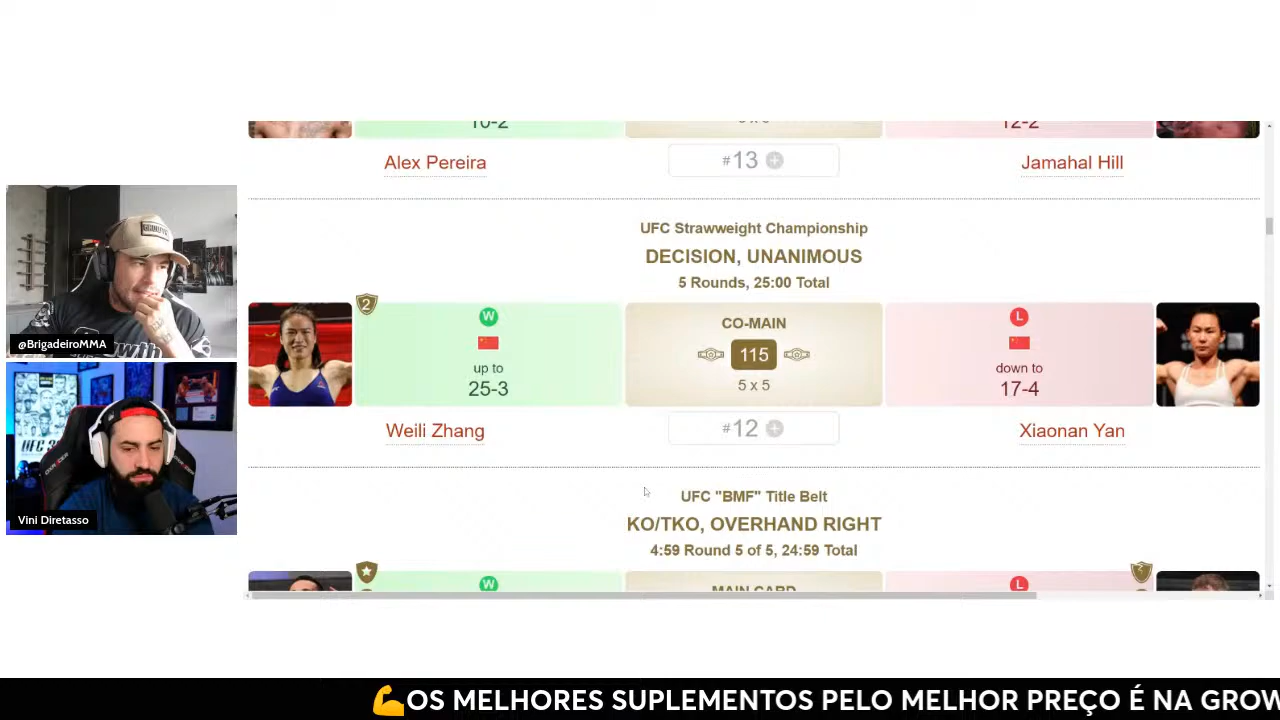 10-2
5 x 5
12-2
Alex Pereira
#13
Jamahal Hill
UFC Strawweight Championship
DECISION, UNANIMOUS
5 Rounds, 25:00 Total
2
W
CO-MAIN
L
up to
115
down to
25-3
5 x 5
17-4
Weili Zhang
#12
Xiaonan Yan
UFC "BMF" Title Belt
KO/TKO, OVERHAND RIGHT
4:59 Round 5 of 5, 24:59 Total
W
MAIN CARD
L
@BrigadeiroMMA
Vini Diretasso
💪OS MELHORES SUPLEMENTOS PELO MELHOR PREÇO É NA GROW